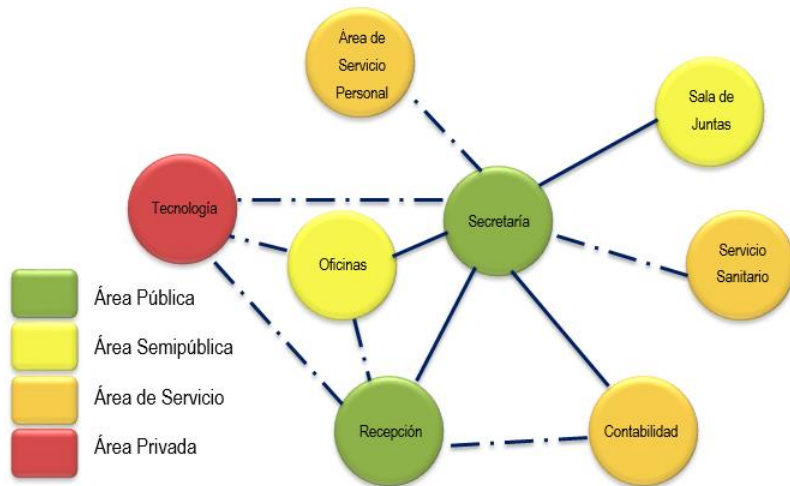 Área de
Servicio
Personal
Sala de
Juntas
Tecnología
Secretaría
Oficinas
Servicio
Sanitario
Área Pública
Área Semipública
Área de Servicio
Área Privada
Recepción
Contabilidad